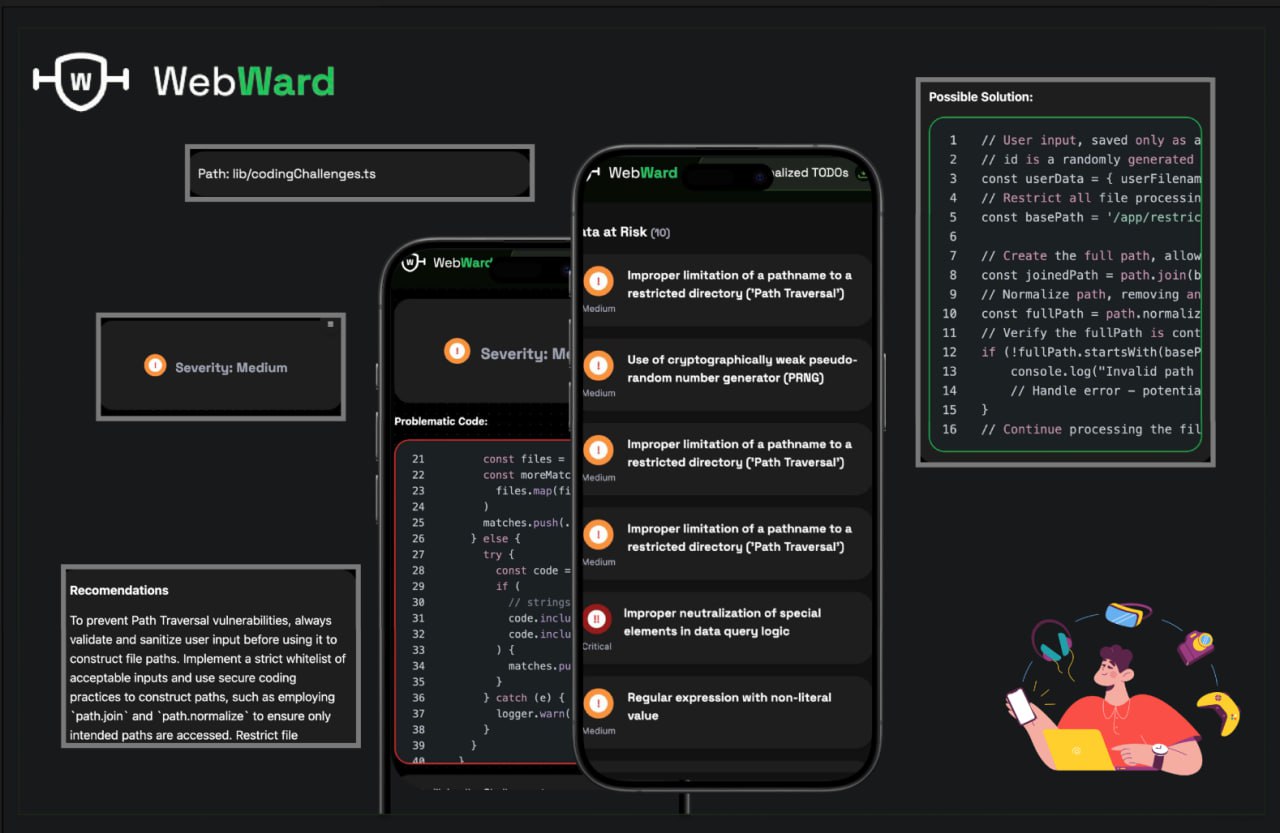 W WebWard
Path: lib/codingChallenges.ts
Severity: Medium
Recomendations
To prevent Path Traversal vulnerabilities, always
validate and sanitize user input before using it to
construct file paths. Implement a strict whitelist of
acceptable inputs and use secure coding
practices to construct paths, such as employing
`path.join` and `path.normalize` to ensure only
intended paths are accessed. Restrict file
W WebWard
Severity: Me
Problematic Code:
21 const files =
22 const moreMatc
23 files.map(fi
24 )
25 matches.push(.
26 } else {
27 try {
28 const code =
29 if (
30 // strings
31 code.inclu
32 code.inclu
33 ) {
34 matches.pu
35 }
36 } catch (e) {
37 logger.warn(
38 }
39 }
40 }
WebWard
alized TODOs
ata at Risk (10)
Improper limitation of a pathname to a
restricted directory ('Path Traversal')
Medium
Use of cryptographically weak pseudo-
random number generator (PRNG)
Medium
Improper limitation of a pathname to a
restricted directory ('Path Traversal')
Medium
Improper limitation of a pathname to a
restricted directory ('Path Traversal')
Medium
Improper neutralization of special
elements in data query logic
Critical
Regular expression with non-literal
value
Medium
Possible Solution:
1 // User input, saved only as a
2 // id is a randomly generated
3 const userData = { userFilenam
4 // Restrict all file processin
5 const basePath = '/app/restric
6
7 // Create the full path, allow
8 const joinedPath = path.join(b
9 // Normalize path, removing an
10 const fullPath = path.normaliz
11 // Verify the fullPath is cont
12 if (!fullPath.startsWith(baseP
13 console.log("Invalid path
14 // Handle error – potentia
15 }
16 // Continue processing the fil